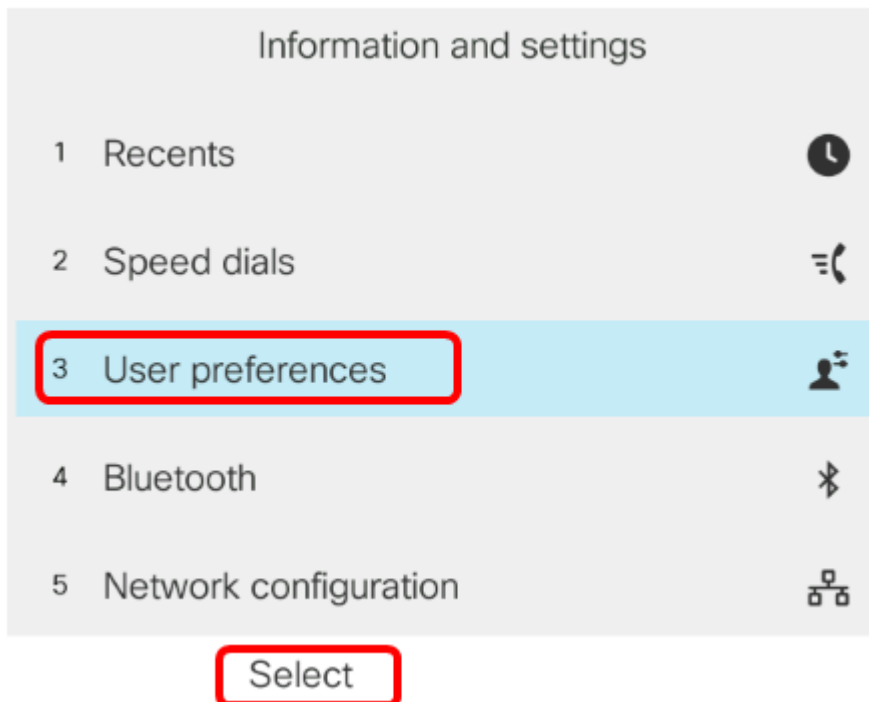 Information and settings
1 Recents
2 Speed dials
3 User preferences
4 Bluetooth
5 Network configuration
Select